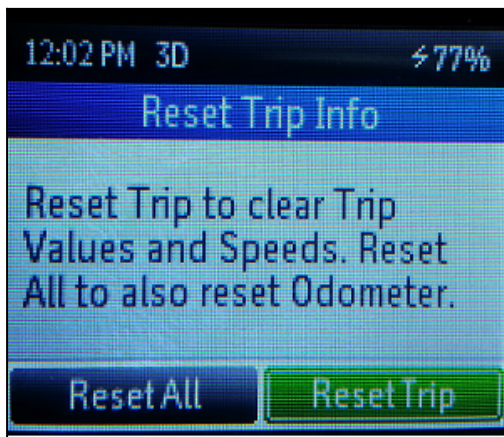 12:02 PM 3D 77%
Reset Trip Info
Reset Trip to clear Trip
Values and Speeds. Reset
All to also reset Odometer.
Reset All Reset Trip